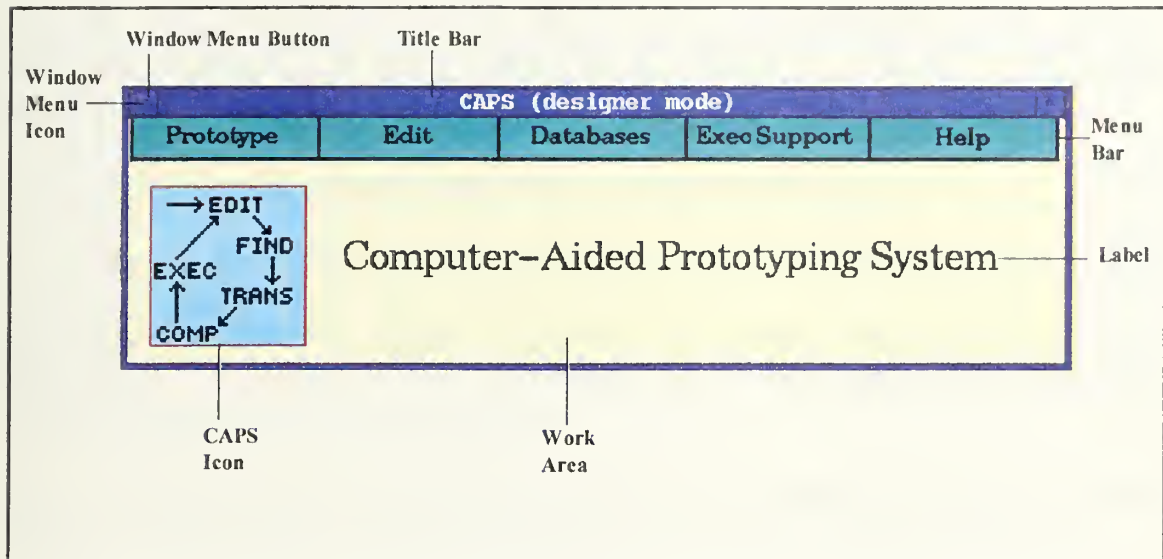 Window Menu Button
Title Bar
Window
Menu
Icon
CAPS (designer mode)
Prototype
Edit
Databases
Exec Support
Help
Menu
Bar
EDIT
FIND
EXEC
TRANS
COMP
Computer-Aided Prototyping System
Label
CAPS
Icon
Work
Area